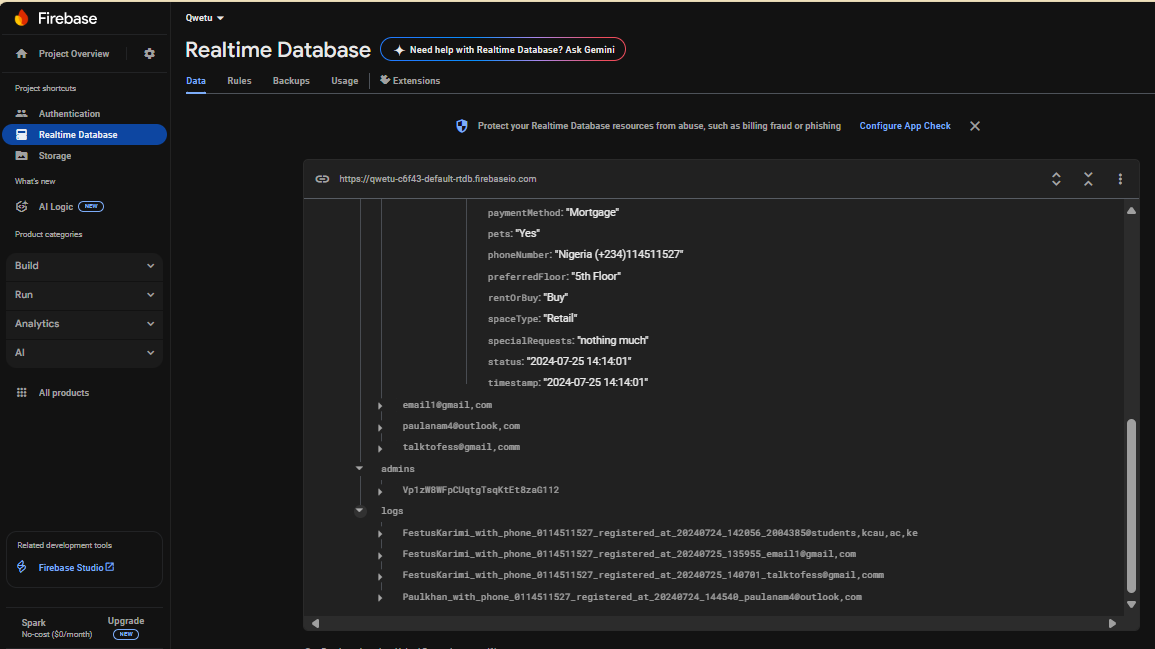 Firebase
Qwetu
Project Overview
Realtime Database
Need help with Realtime Database? Ask Gemini
Data Rules Backups Usage Extensions
Project shortcuts
Authentication
Realtime Database
Storage
What's new
AI Logic NEW
Product categories
Build
Run
Analytics
AI
All products
Related development tools
Firebase Studio
Spark
No-cost ($0/month)
Upgrade
NEW
Protect your Realtime Database resources from abuse, such as billing fraud or phishing Configure App Check
https://qwetu-c6f43-default-rtdb.firebaseio.com
paymentMethod: "Mortgage"
pets: "Yes"
phoneNumber: "Nigeria (+234)114511527"
preferredFloor: "5th Floor"
rentOrBuy: "Buy"
spaceType: "Retail"
specialRequests: "nothing much"
status: "2024-07-25 14:14:01"
timestamp: "2024-07-25 14:14:01"
email1@gmail,com
paulanam4@outlook,com
talktofess@gmail,comm
admins
Vp1zWBWFpCUqtgTsqKtEt8zaG112
logs
FestusKarimi_with_phone_0114511527_registered_at_20240724_142056_2004385@students,kcau,ac,ke
FestusKarimi_with_phone_0114511527_registered_at_20240725_135955_email1@gmail,com
FestusKarimi_with_phone_0114511527_registered_at_20240725_140701_talktofess@gmail,comm
Paulkhan_with_phone_0114511527_registered_at_20240724_144540_paulanam4@outlook,com